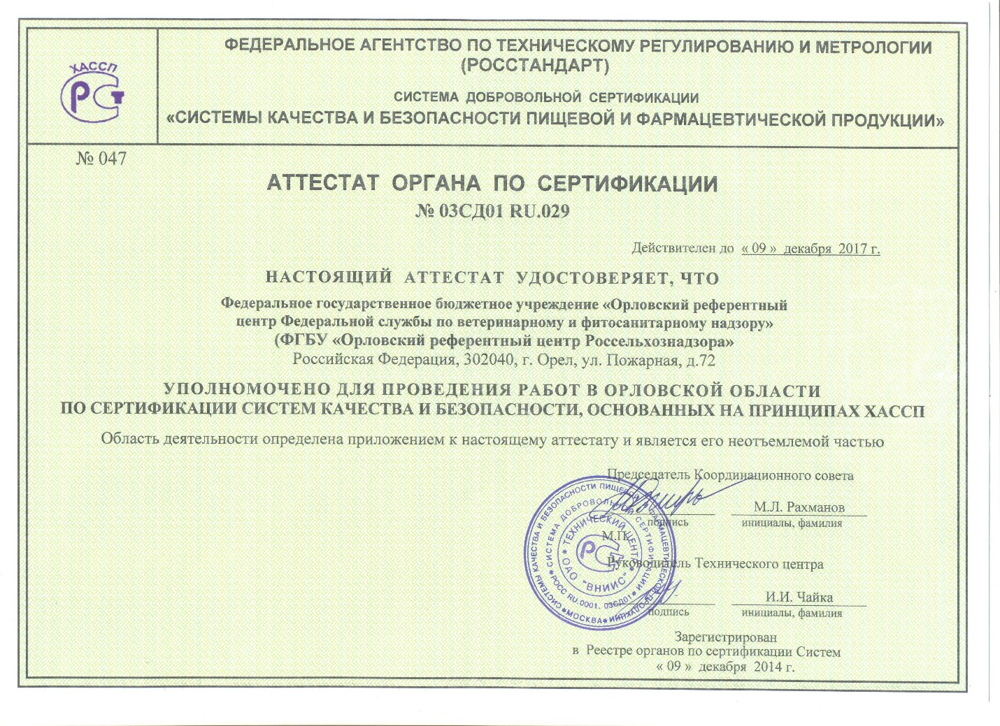 ХАССП
РСТ
ФЕДЕРАЛЬНОЕ АГЕНТСТВО ПО ТЕХНИЧЕСКОМУ РЕГУЛИРОВАНИЮ И МЕТРОЛОГИИ
(РОССТАНДАРТ)
СИСТЕМА ДОБРОВОЛЬНОЙ СЕРТИФИКАЦИИ
«СИСТЕМЫ КАЧЕСТВА И БЕЗОПАСНОСТИ ПИЩЕВОЙ И ФАРМАЦЕВТИЧЕСКОЙ ПРОДУКЦИИ»
№ 047
АТТЕСТАТ ОРГАНА ПО СЕРТИФИКАЦИИ
№ 03СД01 RU.029
Действителен до « 09 » декабря 2017 г.
НАСТОЯЩИЙ АТТЕСТАТ УДОСТОВЕРЯЕТ, ЧТО
Федеральное государственное бюджетное учреждение «Орловский референтный
центр Федеральной службы по ветеринарному и фитосанитарному надзору»
(ФГБУ «Орловский референтный центр Россельхознадзора»
Российская Федерация, 302040, г. Орел, ул. Пожарная, д.72
УПОЛНОМОЧЕНО ДЛЯ ПРОВЕДЕНИЯ РАБОТ В ОРЛОВСКОЙ ОБЛАСТИ
ПО СЕРТИФИКАЦИИ СИСТЕМ КАЧЕСТВА И БЕЗОПАСНОСТИ, ОСНОВАННЫХ НА ПРИНЦИПАХ ХАССП
Область деятельности определена приложением к настоящему аттестату и является его неотъемлемой частью
Председатель Координационного совета
М.Л. Рахманов
подпись инициалы, фамилия
М.П.
Руководитель Технического центра
И.И. Чайка
подпись инициалы, фамилия
Зарегистрирован
в Реестре органов по сертификации Систем
« 09 » декабря 2014 г.
СИСТЕМЫ КАЧЕСТВА И БЕЗОПАСНОСТИ ПИЩЕВОЙ И ФАРМАЦЕВТИЧЕСКОЙ ПРОДУКЦИИ * МОСКВА *
СИСТЕМА ДОБРОВОЛЬНОЙ СЕРТИФИКАЦИИ * РОСС RU.0001. 03СД01 *
ТЕХНИЧЕСКИЙ ЦЕНТР * ОАО "ВНИИС" *
РСТ